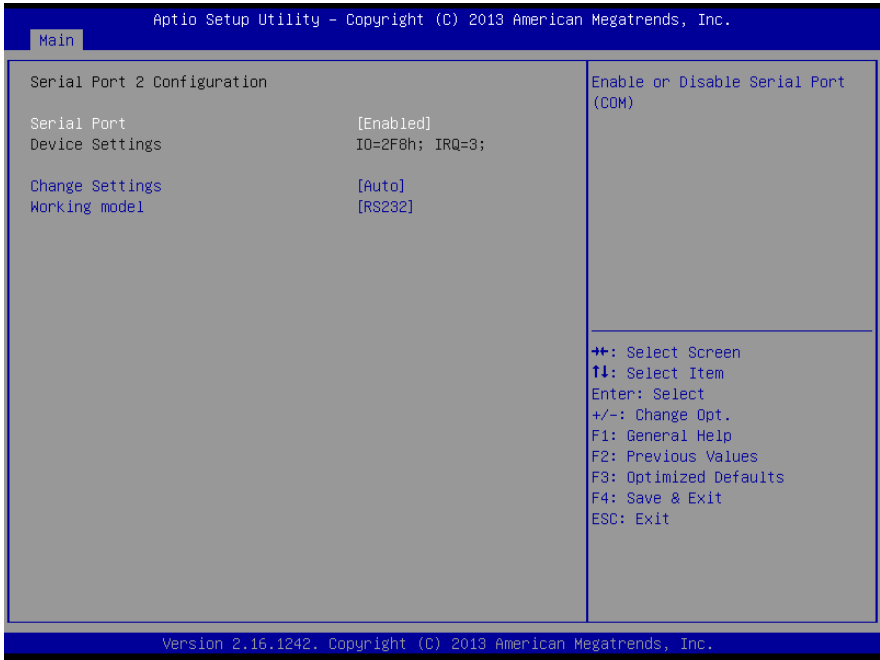 Aptio Setup Utility – Copyright (C) 2013 American Megatrends, Inc.
Main
Serial Port 2 Configuration
Serial Port [Enabled]
Device Settings IO=2F8h; IRQ=3;
Change Settings [Auto]
Working model [RS232]
Enable or Disable Serial Port
(COM)
→←: Select Screen
↑↓: Select Item
Enter: Select
+/-: Change Opt.
F1: General Help
F2: Previous Values
F3: Optimized Defaults
F4: Save & Exit
ESC: Exit
Version 2.16.1242. Copyright (C) 2013 American Megatrends, Inc.